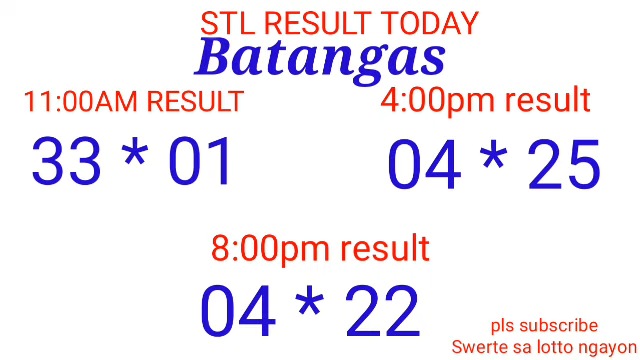 STL RESULT TODAY
Batangas
11:00AM RESULT
33 * 01
4:00pm result
04 * 25
8:00pm result
04 * 22
pls subscribe
Swerte sa lotto ngayon